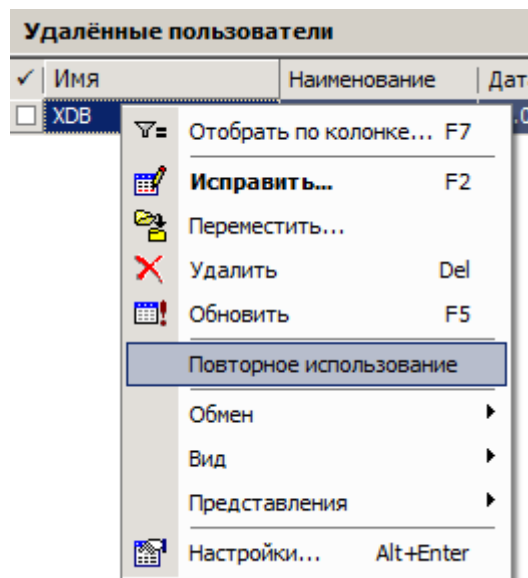 Удалённые пользователи
✓ Имя Наименование Дат
XDB
Отобрать по колонке... F7
Исправить... F2
Переместить...
Удалить Del
Обновить F5
Повторное использование
Обмен
Вид
Представления
Настройки... Alt+Enter